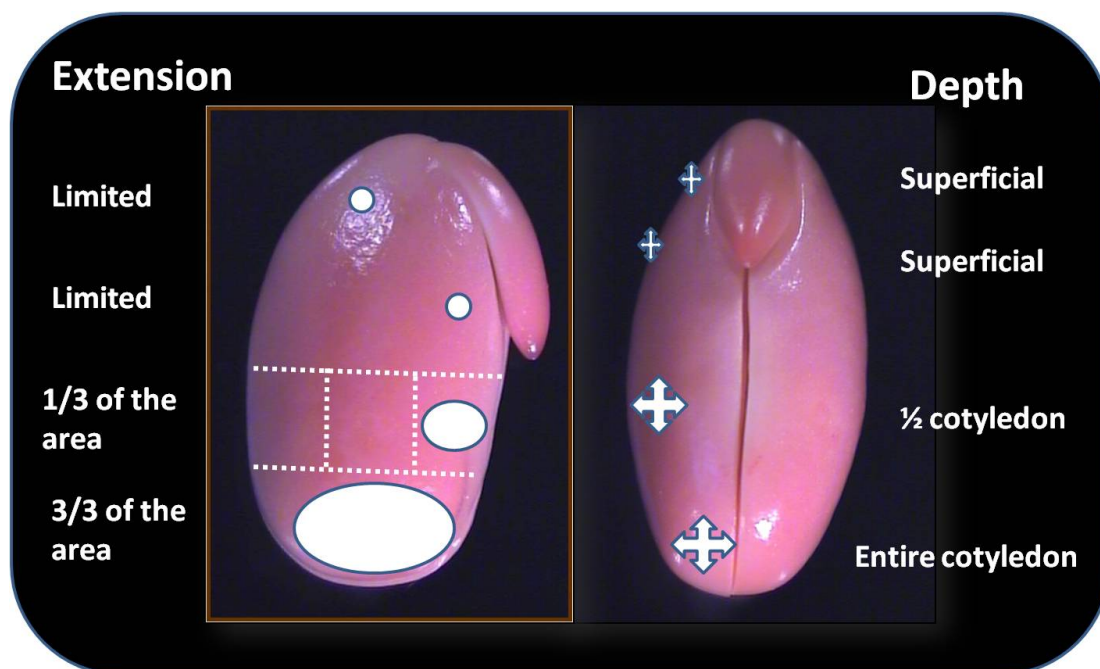 Extension
Depth
Limited
Superficial
Superficial
Limited
1/3 of the
area
½ cotyledon
3/3 of the
area
Entire cotyledon